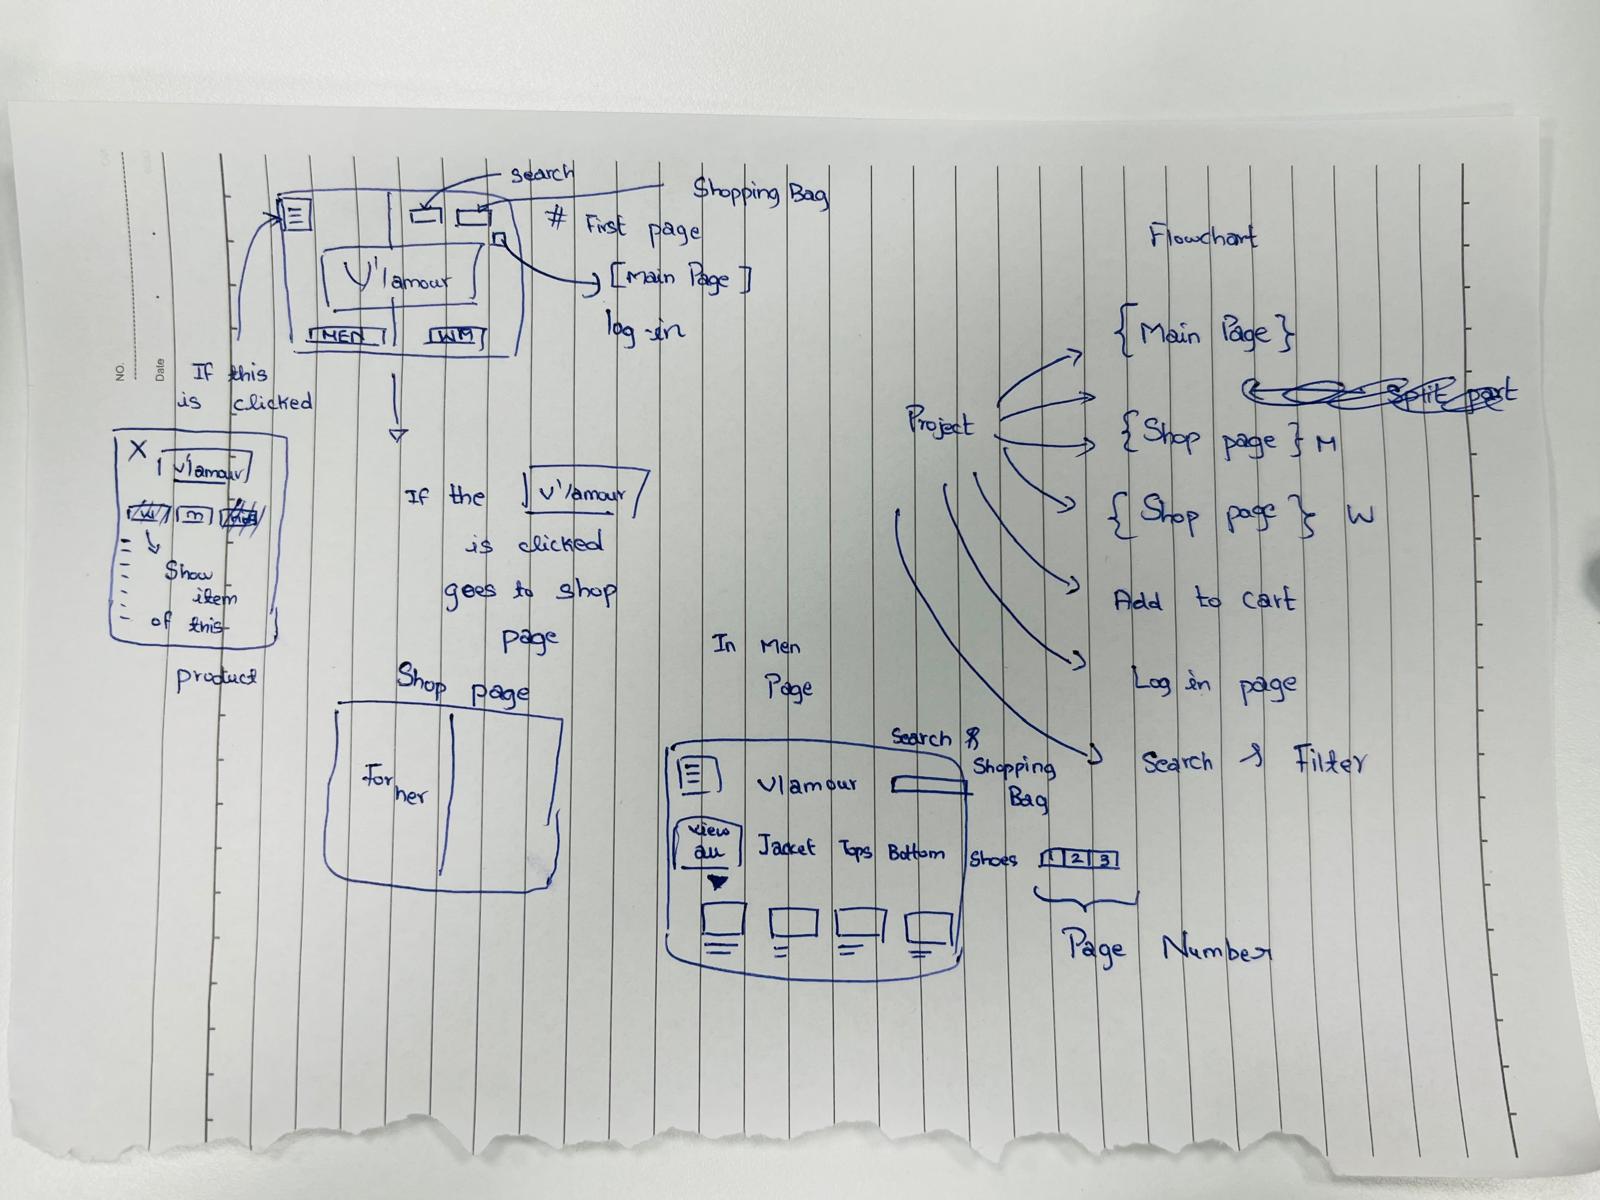 NO.
Date
search
Shopping Bag
# First page
[Main Page]
log-in
V'lamour
MEN
WM
If this
is clicked
X
V'lamour
W
m
Show
item
of this
product
If the V'lamour
is clicked
goes to shop
page
Shop page
For her
In Men
Page
Search &
Shopping
Bag
Vlamour
view
all
Jacket Tops Bottom Shoes 1 2 3
Page Number
Flowchart
Project
{Main Page}
Split part
{Shop page} M
{Shop page} W
Add to cart
Log in page
Search & Filter